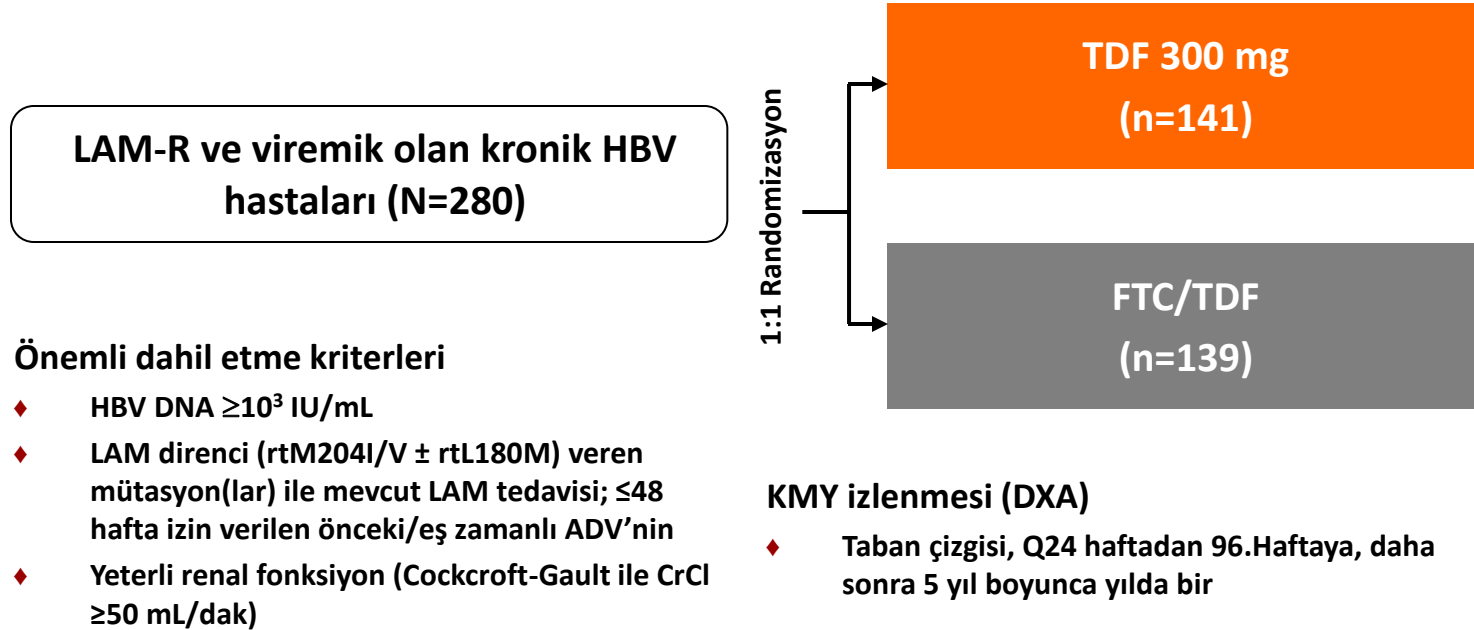 LAM-R ve viremik olan kronik HBV
hastaları (N=280)
1:1 Randomizasyon
TDF 300 mg
(n=141)
FTC/TDF
(n=139)
Önemli dahil etme kriterleri
♦ HBV DNA ≥10³ IU/mL
♦ LAM direnci (rtM204I/V ± rtL180M) veren
mütasyon(lar) ile mevcut LAM tedavisi; ≤48
hafta izin verilen önceki/eş zamanlı ADV’nin
♦ Yeterli renal fonksiyon (Cockcroft-Gault ile CrCl
≥50 mL/dak)
KMY izlenmesi (DXA)
♦ Taban çizgisi, Q24 haftadan 96.Haftaya, daha
sonra 5 yıl boyunca yılda bir